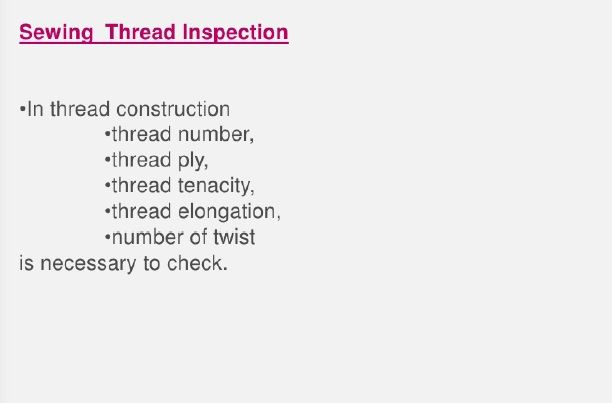 Sewing  Thread Inspection
•In thread construction
•thread number,
•thread ply,
•thread tenacity,
•thread elongation,
•number of twist
is necessary to check.